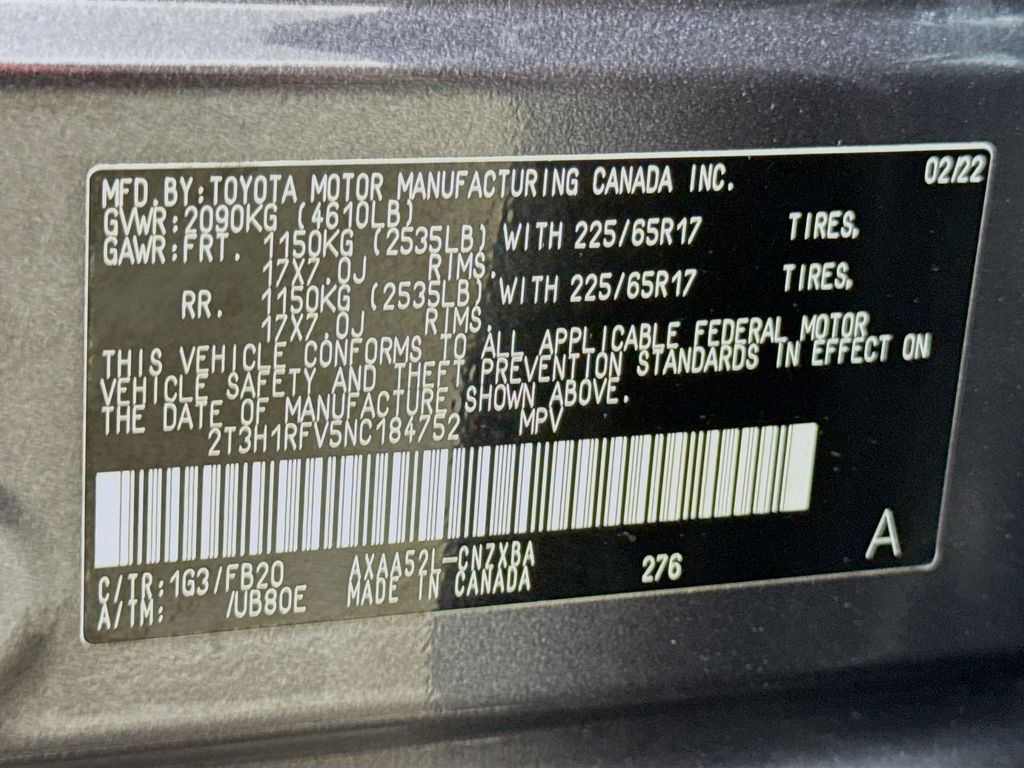 MFD.BY:TOYOTA MOTOR MANUFACTURING CANADA INC. 02/22
GVWR:2090KG (4610LB)
GAWR:FRT. 1150KG (2535LB) WITH 225/65R17 TIRES,
17X7.0J RIMS.
RR. 1150KG (2535LB) WITH 225/65R17 TIRES,
17X7.0J RIMS.
THIS VEHICLE CONFORMS TO ALL APPLICABLE FEDERAL MOTOR
VEHICLE SAFETY AND THEFT PREVENTION STANDARDS IN EFFECT ON
THE DATE OF MANUFACTURE SHOWN ABOVE.
2T3H1RFV5NC184752 MPV
C/TR:1G3/FB20 AXAA52L-CNZXBA 276 A
A/TM: /UB80E MADE IN CANADA